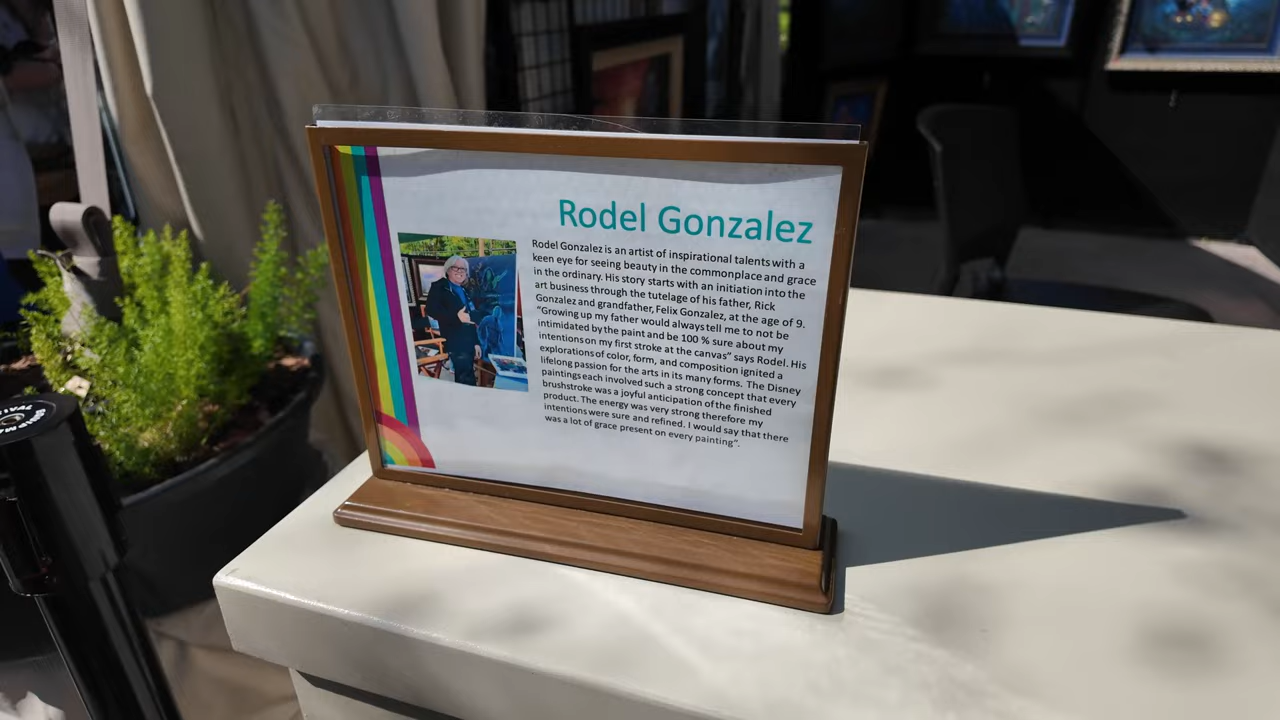 Rodel Gonzalez
Rodel Gonzalez is an artist of inspirational talents with a
keen eye for seeing beauty in the commonplace and grace
in the ordinary. His story starts with an initiation into the
art business through the tutelage of his father, Rick
Gonzalez and grandfather, Felix Gonzalez, at the age of 9.
“Growing up my father would always tell me to not be
intimidated by the paint and be 100 % sure about my
intentions on my first stroke at the canvas” says Rodel. His
explorations of color, form, and composition ignited a
lifelong passion for the arts in its many forms. The Disney
paintings each involved such a strong concept that every
brushstroke was a joyful anticipation of the finished
product. The energy was very strong therefore my
intentions were sure and refined. I would say that there
was a lot of grace present on every painting”.